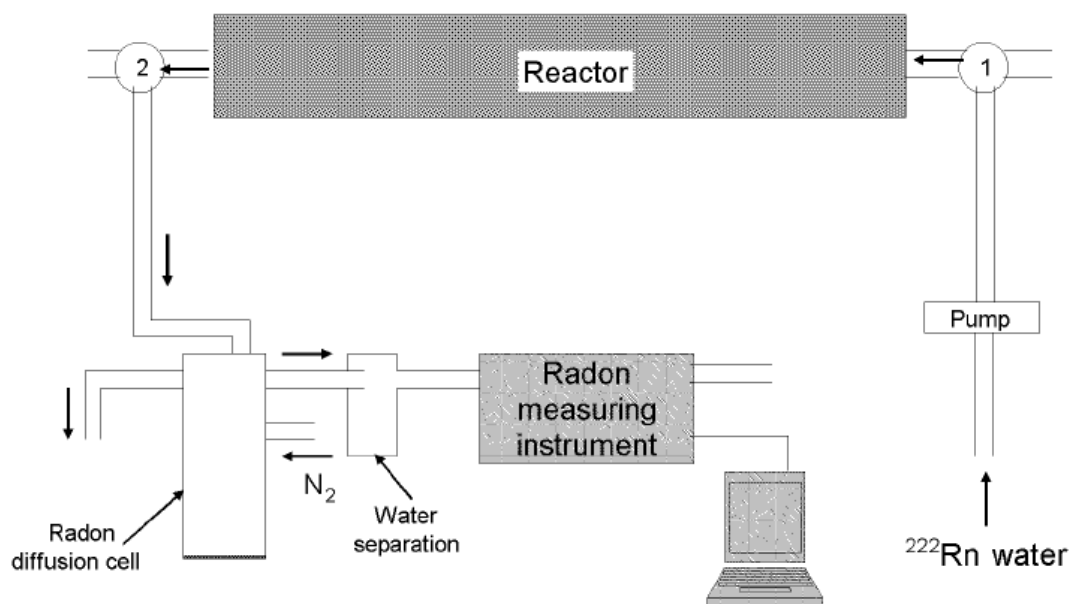 2
Reactor
1
Pump
Radon
measuring
instrument
N₂
Radon
diffusion cell
Water
separation
²²²Rn water